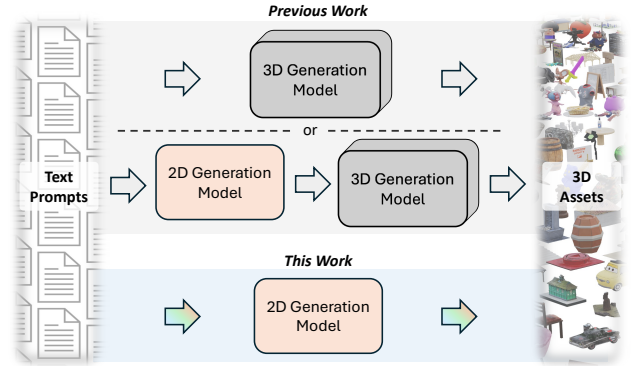 Previous Work
3D Generation
Model
or
Text
Prompts
2D Generation
Model
3D Generation
Model
3D
Assets
This Work
2D Generation
Model